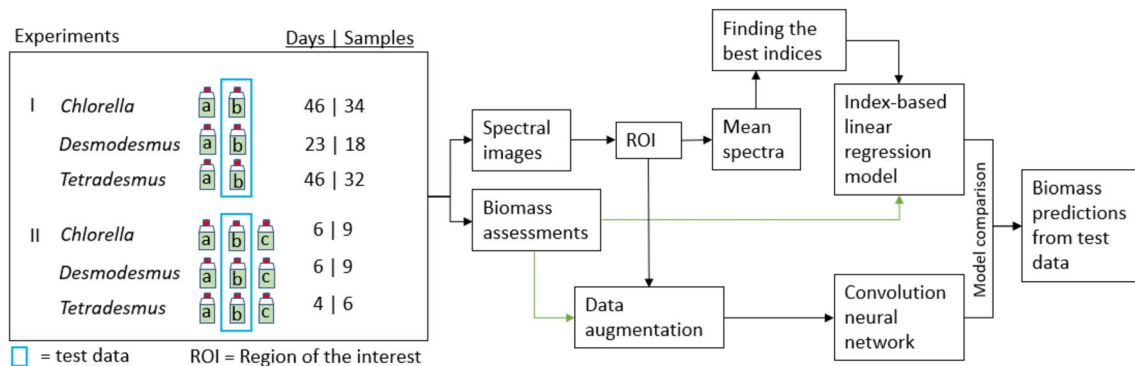 Experiments
Days | Samples
I Chlorella a b 46 | 34
Desmodesmus a b 23 | 18
Tetradesmus a b 46 | 32
II Chlorella a b c 6 | 9
Desmodesmus a b c 6 | 9
Tetradesmus a b c 4 | 6
= test data
ROI = Region of the interest
Spectral
images
Biomass
assessments
ROI
Mean
spectra
Finding the
best indices
Data
augmentation
Index-based
linear
regression
model
Convolution
neural
network
Model comparison
Biomass
predictions
from test
data